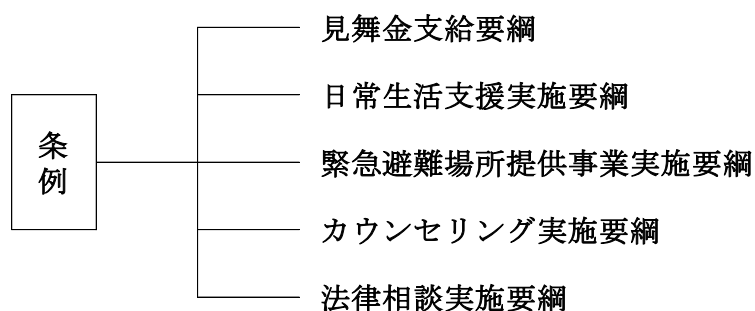 条例
見舞金支給要綱
日常生活支援実施要綱
緊急避難場所提供事業実施要綱
カウンセリング実施要綱
法律相談実施要綱